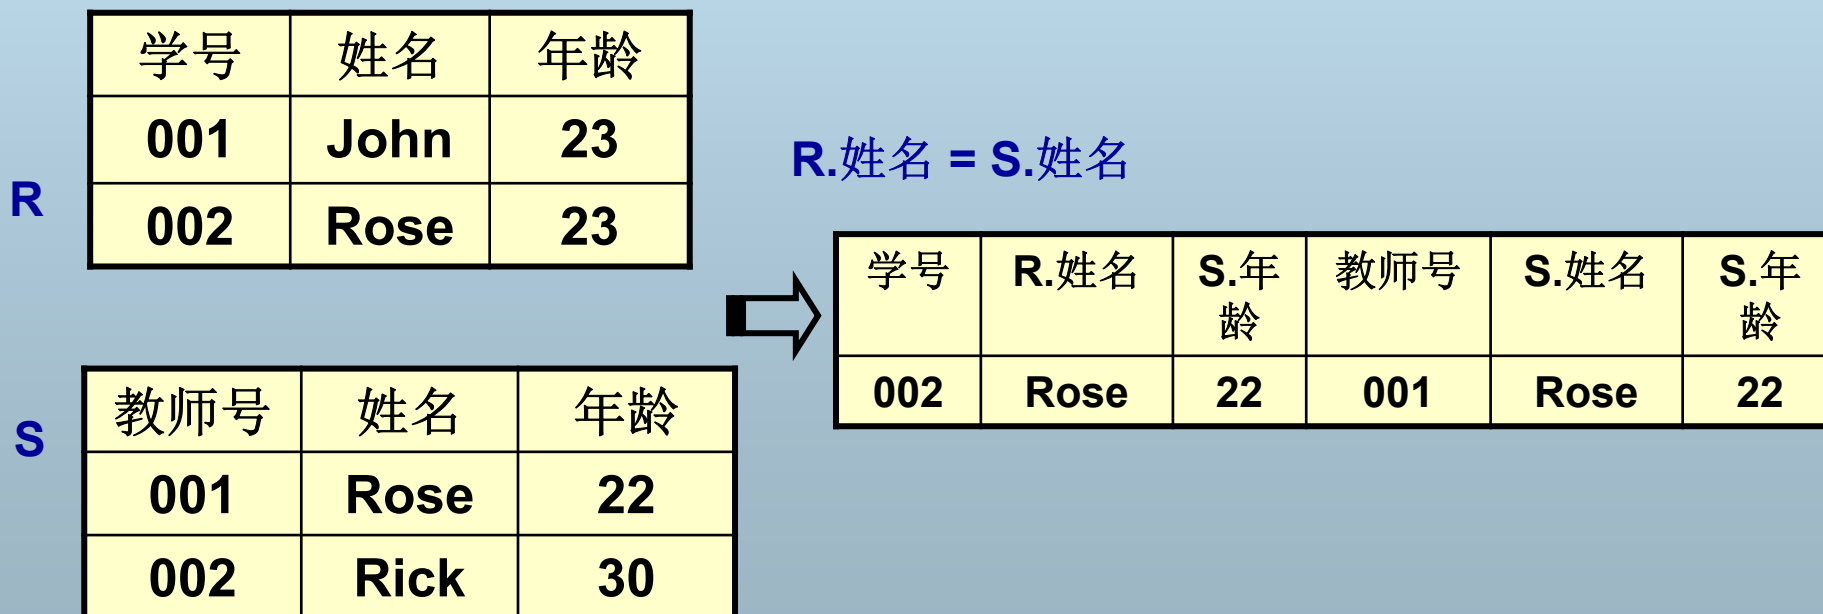 学号 姓名 年龄
001 John 23
002 Rose 23
R
S
教师号 姓名 年龄
001 Rose 22
002 Rick 30
R.姓名 = S.姓名
学号 R.姓名 S.年 教师号 S.姓名 S.年
龄 龄
002 Rose 22 001 Rose 22